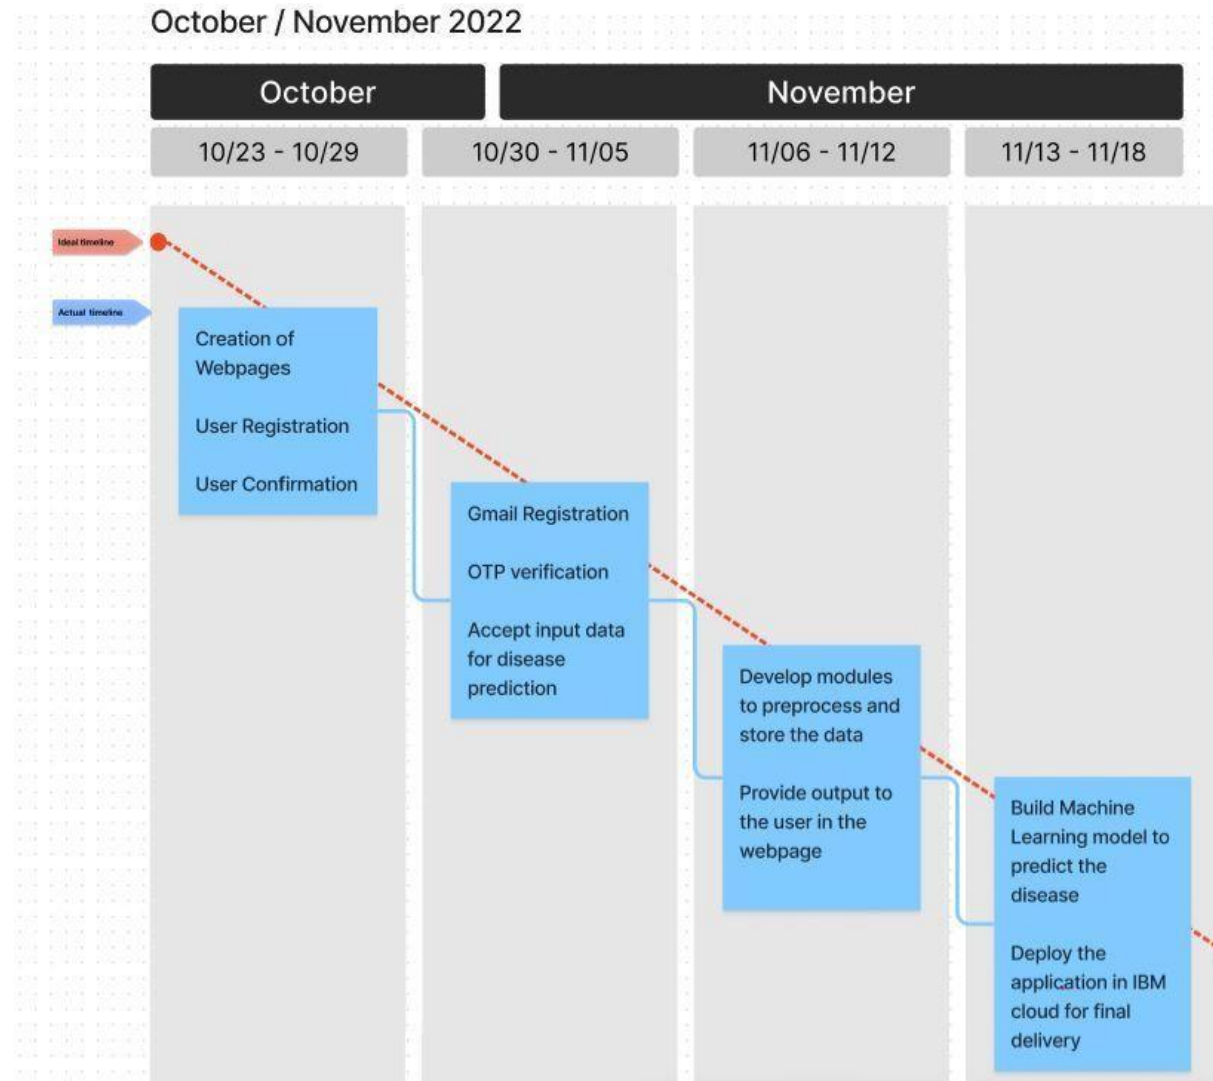 October / November 2022
October
November
10/23 - 10/29
10/30 - 11/05
11/06 - 11/12
11/13 - 11/18
Ideal timeline
Actual timeline
Creation of
Webpages
User Registration
User Confirmation
Gmail Registration
OTP verification
Accept input data
for disease
prediction
Develop modules
to preprocess and
store the data
Provide output to
the user in the
webpage
Build Machine
Learning model to
predict the
disease
Deploy the
application in IBM
cloud for final
delivery